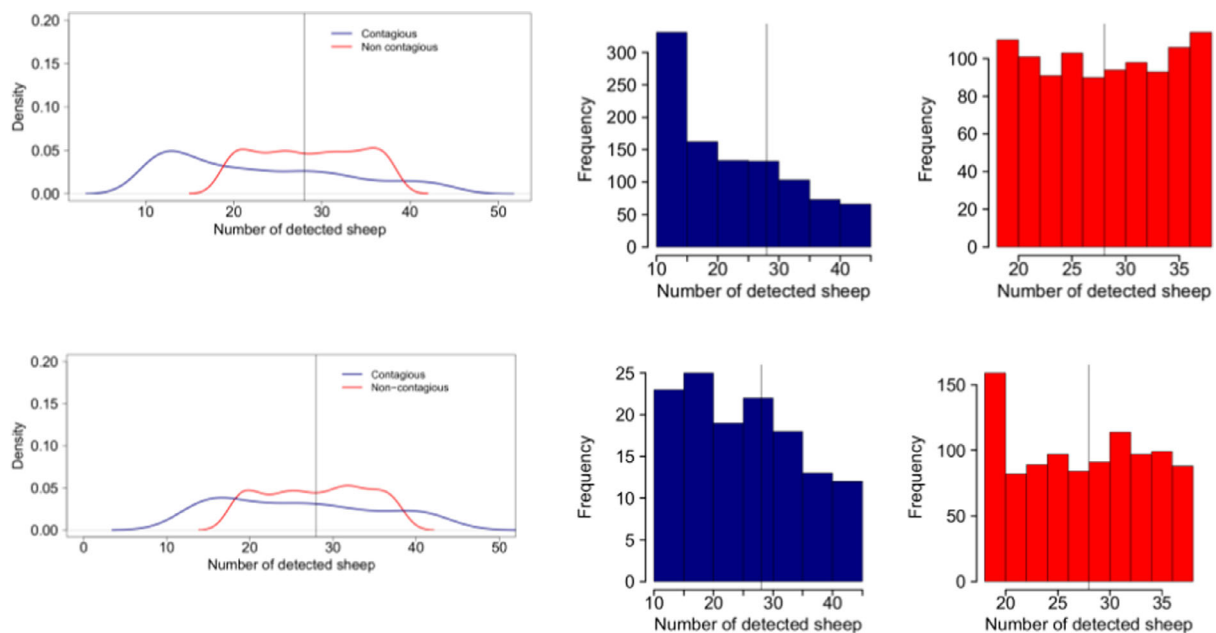 0.20
0.15
0.10
0.05
0.00
Density
Contagious
Non contagious
10 20 30 40 50
Number of detected sheep
300
250
200
150
100
50
0
Frequency
10 20 30 40
Number of detected sheep
100
80
60
40
20
0
Frequency
20 25 30 35
Number of detected sheep
0.20
0.15
0.10
0.05
0.00
Density
Contagious
Non-contagious
0 10 20 30 40 50
Number of detected sheep
25
20
15
10
5
0
Frequency
10 20 30 40
Number of detected sheep
150
100
50
0
Frequency
20 25 30 35
Number of detected sheep